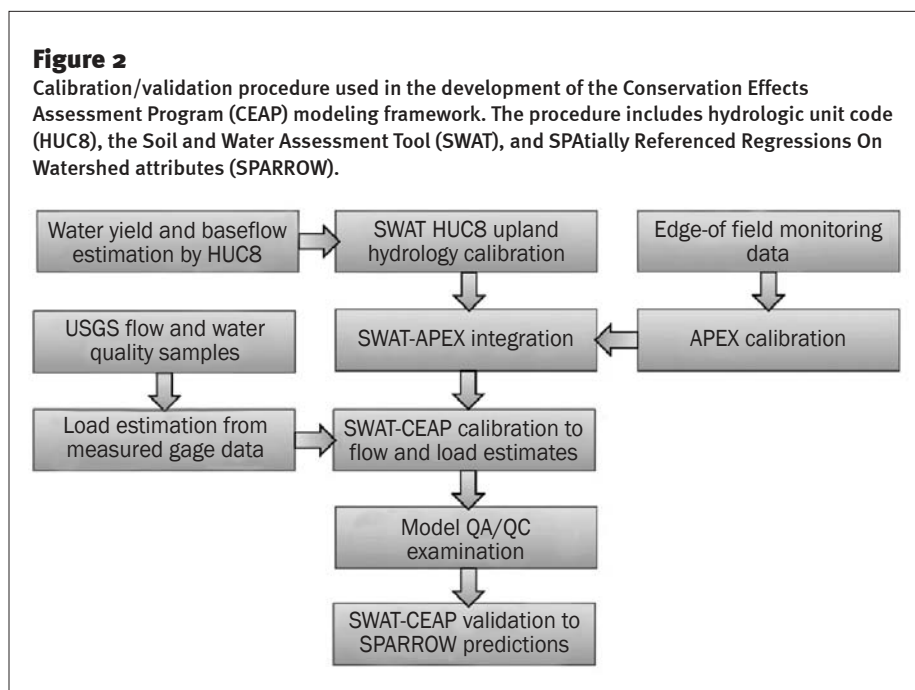 Figure 2
Calibration/validation procedure used in the development of the Conservation Effects
Assessment Program (CEAP) modeling framework. The procedure includes hydrologic unit code
(HUC8), the Soil and Water Assessment Tool (SWAT), and SPAtially Referenced Regressions On
Watershed attributes (SPARROW).
Water yield and baseflow
estimation by HUC8
SWAT HUC8 upland
hydrology calibration
Edge-of field monitoring
data
USGS flow and water
quality samples
SWAT-APEX integration
APEX calibration
Load estimation from
measured gage data
SWAT-CEAP calibration to
flow and load estimates
Model QA/QC
examination
SWAT-CEAP validation to
SPARROW predictions